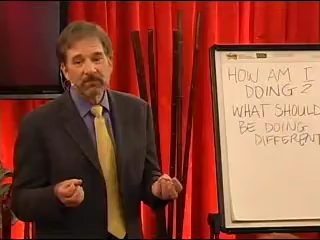 HOW AM I
DOING?
WHAT SHOULD
BE DOING
DIFFERENT